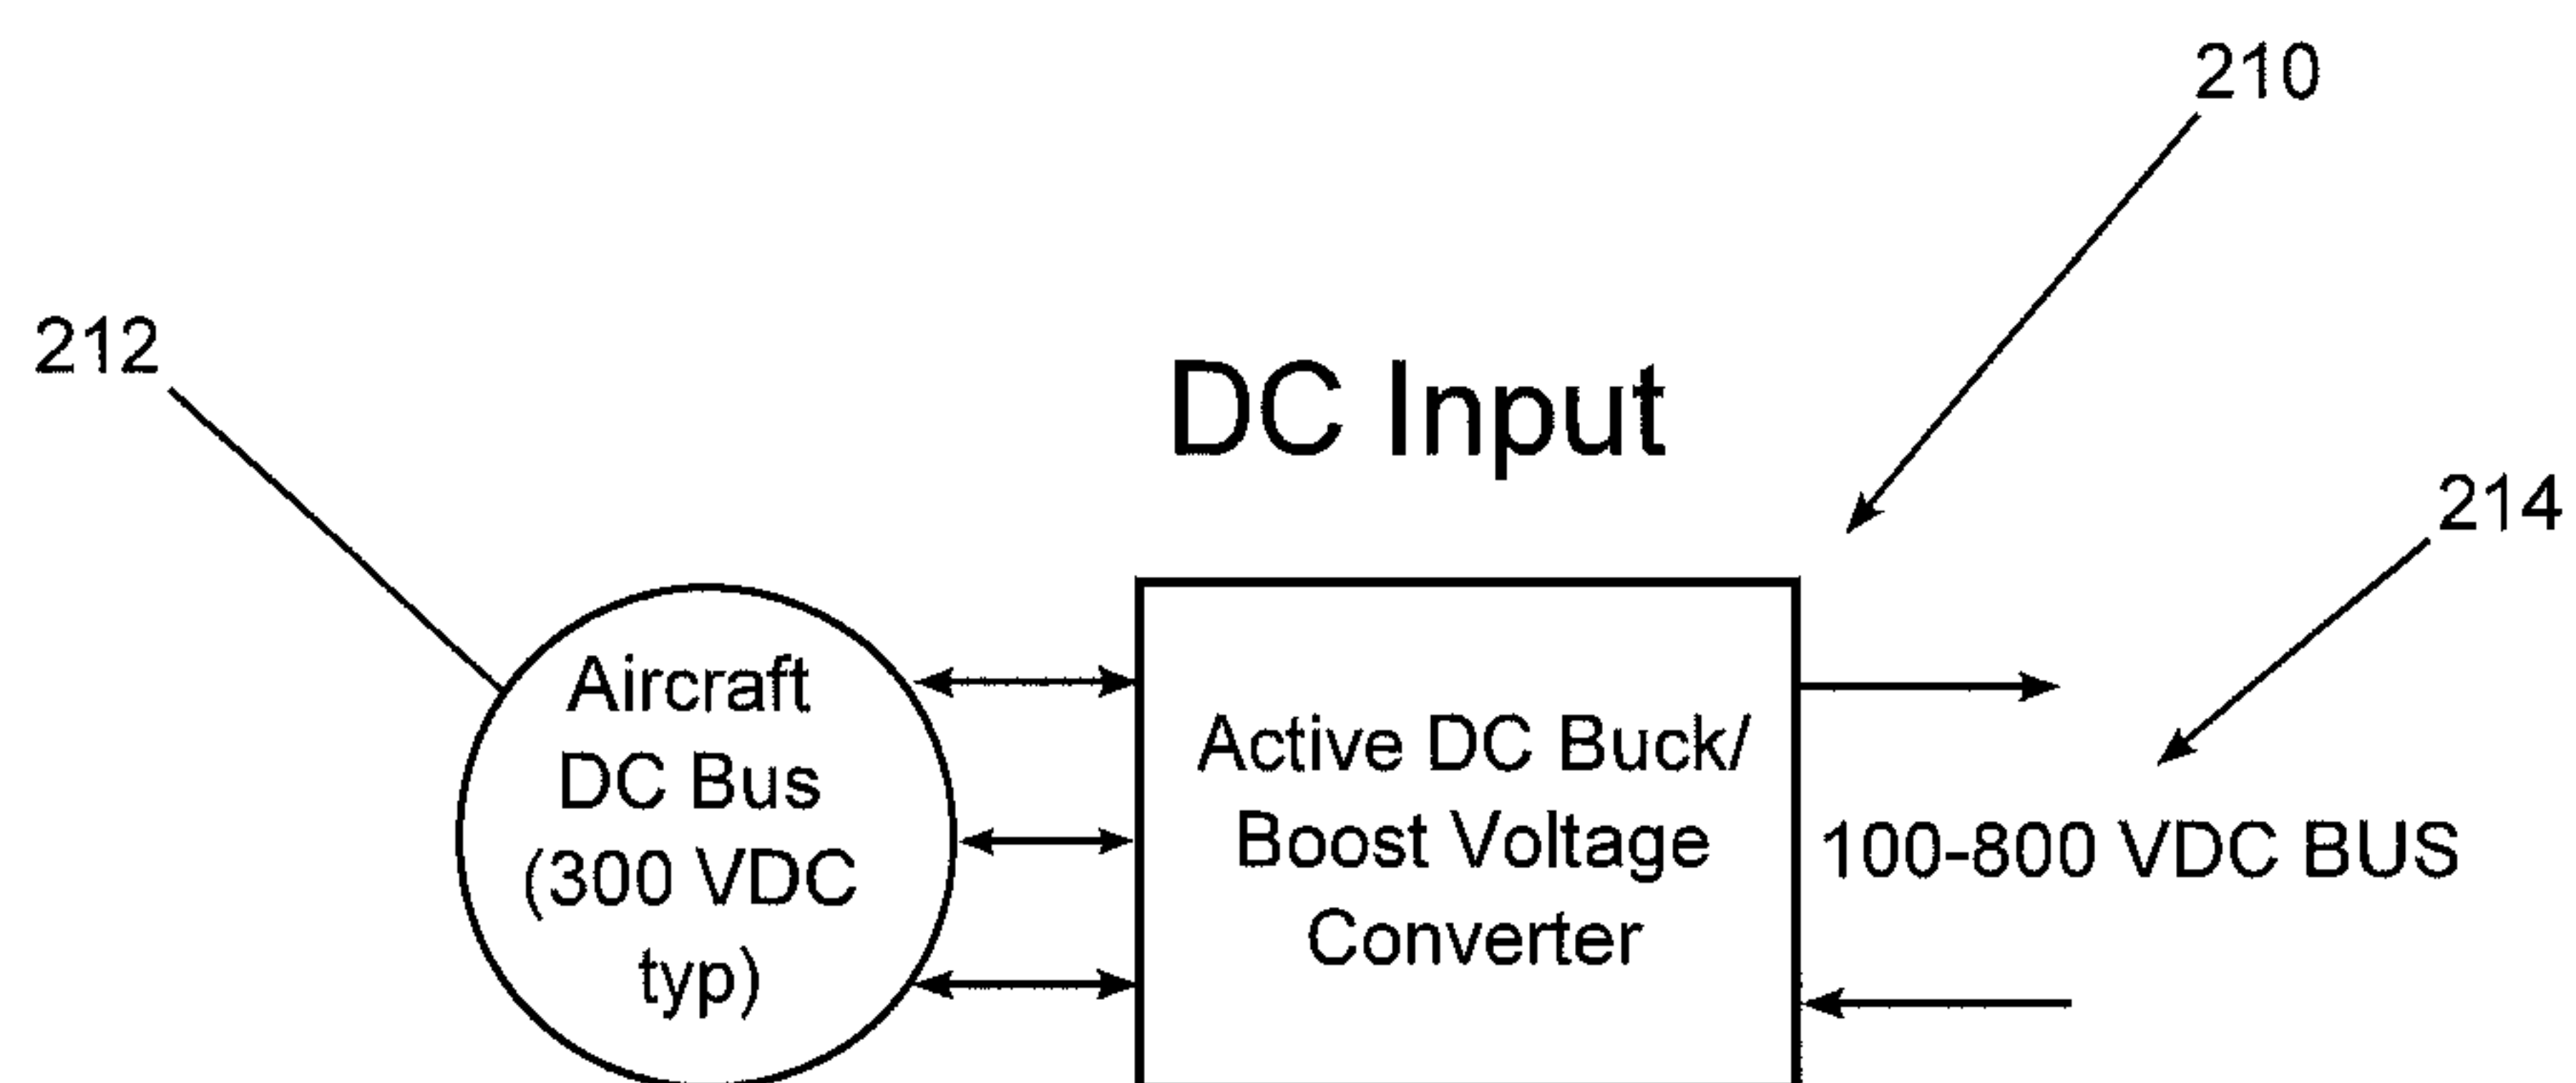 210
212
DC Input
214
Aircraft
DC Bus
(300 VDC
typ)
Active DC Buck/
Boost Voltage
Converter
100-800 VDC BUS